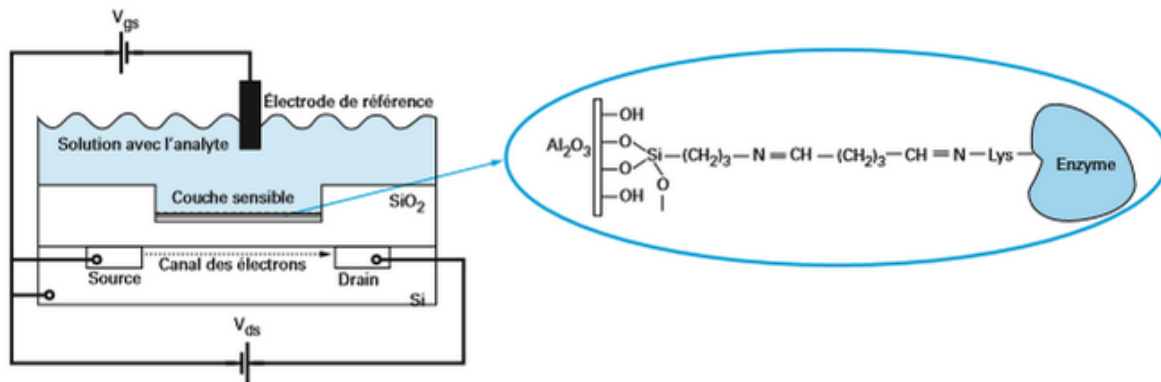 Vgs
Électrode de référence
Solution avec l'analyte
Couche sensible
SiO2
Canal des électrons
Source
Drain
Si
Vds
OH
Al2O3
O
O
Si
(CH2)3
N
CH
(CH2)3
CH
N
Lys
Enzyme
O
OH